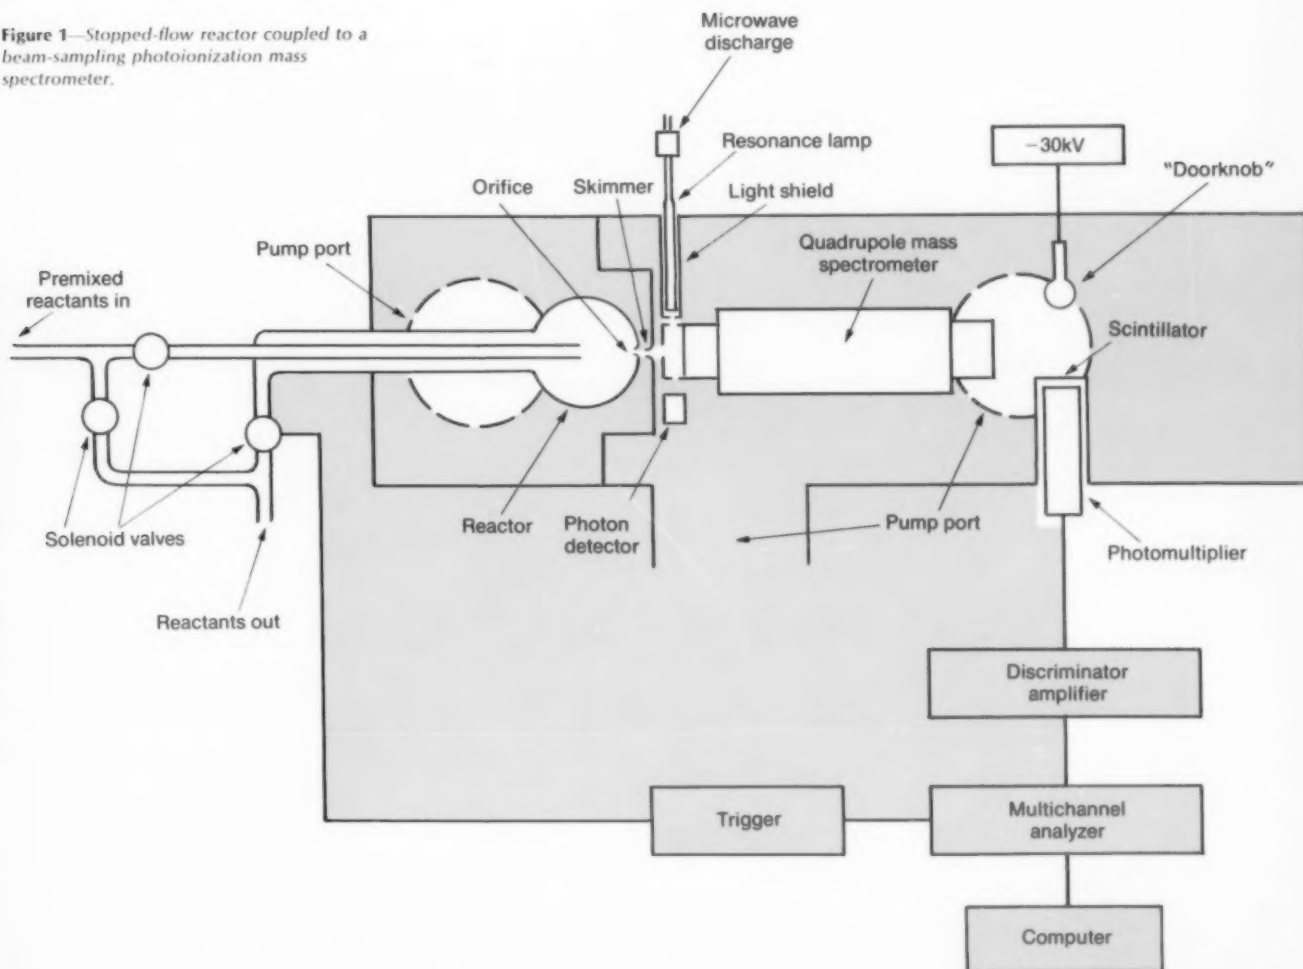 Figure 1—Stopped-flow reactor coupled to a
beam-sampling photoionization mass
spectrometer.
Microwave
discharge
Resonance lamp
−30kV
"Doorknob"
Orifice
Skimmer
Light shield
Pump port
Quadrupole mass
spectrometer
Premixed
reactants in
Scintillator
Solenoid valves
Reactor
Photon
detector
Pump port
Photomultiplier
Reactants out
Discriminator
amplifier
Trigger
Multichannel
analyzer
Computer